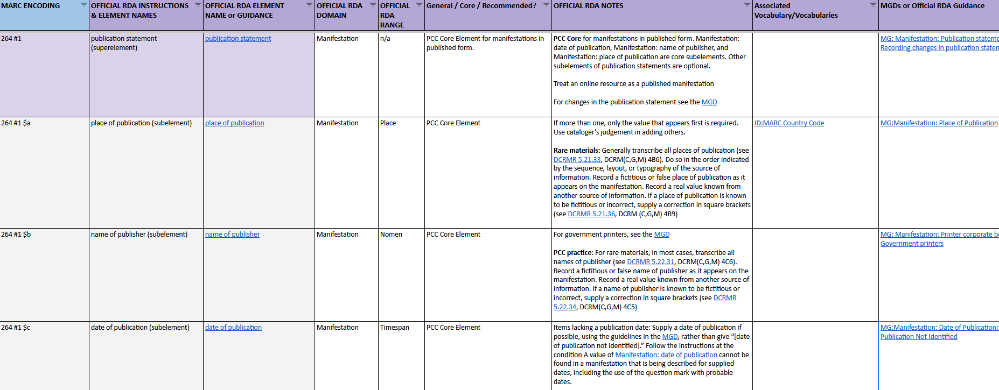 MARC ENCODING
OFFICIAL RDA INSTRUCTIONS
& ELEMENT NAMES
OFFICIAL RDA ELEMENT
NAME or GUIDANCE
OFFICIAL RDA
DOMAIN
OFFICIAL
RDA
RANGE
General / Core / Recommended?
OFFICIAL RDA NOTES
Associated
Vocabulary/Vocabularies
MGDs or Official RDA Guidance
264 #1
publication statement
(superelement)
publication statement
Manifestation
n/a
PCC Core Element for manifestations in
published form.
PCC Core for manifestations in published form. Manifestation:
date of publication, Manifestation: name of publisher, and
Manifestation: place of publication are core subelements. Other
subelements of publication statements are optional.
Treat an online resource as a published manifestation
For changes in the publication statement see the MGD
MG: Manifestation: Publication stateme
Recording changes in publication staten
264 #1 $a
place of publication (subelement)
place of publication
Manifestation
Place
PCC Core Element
If more than one, only the value that appears first is required.
Use cataloger's judgement in adding others.
Rare materials: Generally transcribe all places of publication (see
DCRMR 5.21.33, DCRM(C,G,M) 4B6). Do so in the order indicated
by the sequence, layout, or typography of the source of
information. Record a fictitious or false place of publication as it
appears on the manifestation. Record a real value known from
another source of information. If a place of publication is known
to be fictitious or incorrect, supply a correction in square brackets
(see DCRMR 5.21.36, DCRM (C,G,M) 4B9)
ID:MARC Country Code
MG:Manifestation: Place of Publication
264 #1 $b
name of publisher (subelement)
name of publisher
Manifestation
Nomen
PCC Core Element
For government printers, see the MGD
PCC practice: For rare materials, in most cases, transcribe all
names of publisher (see DCRMR 5.22.31, DCRM(C,G,M) 4C6).
Record a fictitious or false name of publisher as it appears on the
manifestation. Record a real value known from another source of
information. If a name of publisher is known to be fictitious or
incorrect, supply a correction in square brackets (see DCRMR
5.22.34, DCRM(C,G,M) 4C5)
MG: Manifestation: Printer corporate b
Government printers
264 #1 $c
date of publication (subelement)
date of publication
Manifestation
Timespan
PCC Core Element
Items lacking a publication date: Supply a date of publication if
possible, using the guidelines in the MGD, rather than give “[date
of publication not identified].” Follow the instructions at the
condition A value of Manifestation: date of publication cannot be
found in a manifestation that is being described for supplied
dates, including the use of the question mark with probable
dates.
MG:Manifestation: Date of Publication:
Publication Not Identified